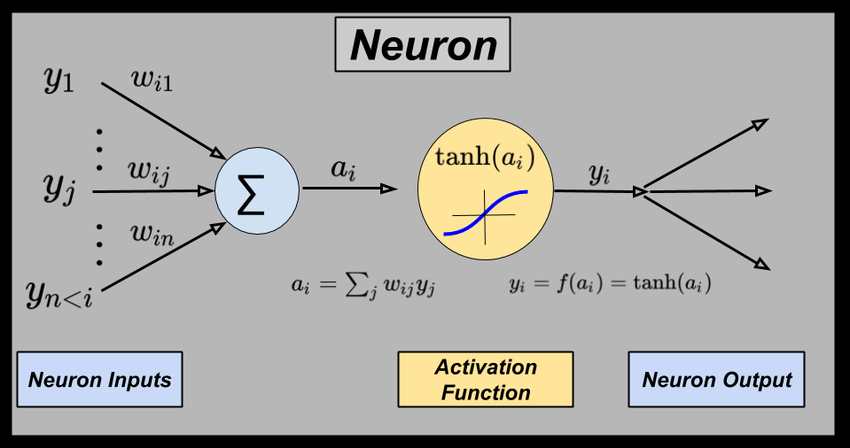 Neuron
y₁ wᵢ₁
yⱼ wᵢⱼ
wᵢₙ
yₙ<ᵢ
∑
aᵢ
tanh(aᵢ)
yᵢ
aᵢ = ∑ⱼ wᵢⱼyⱼ
yᵢ = f(aᵢ) = tanh(aᵢ)
Neuron Inputs
Activation
Function
Neuron Output